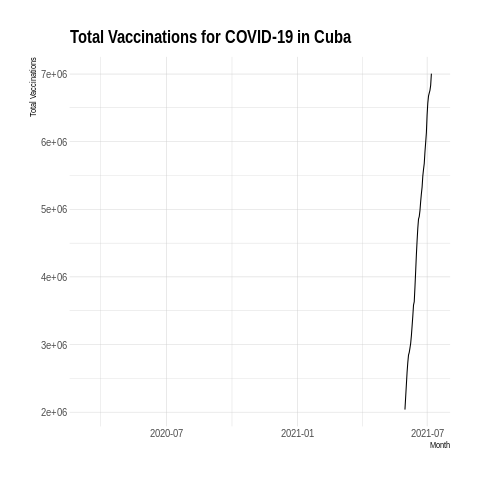 Total Vaccinations for COVID-19 in Cuba
Total Vaccinations
7e+06
6e+06
5e+06
4e+06
3e+06
2e+06
2020-07 2021-01 2021-07
Month